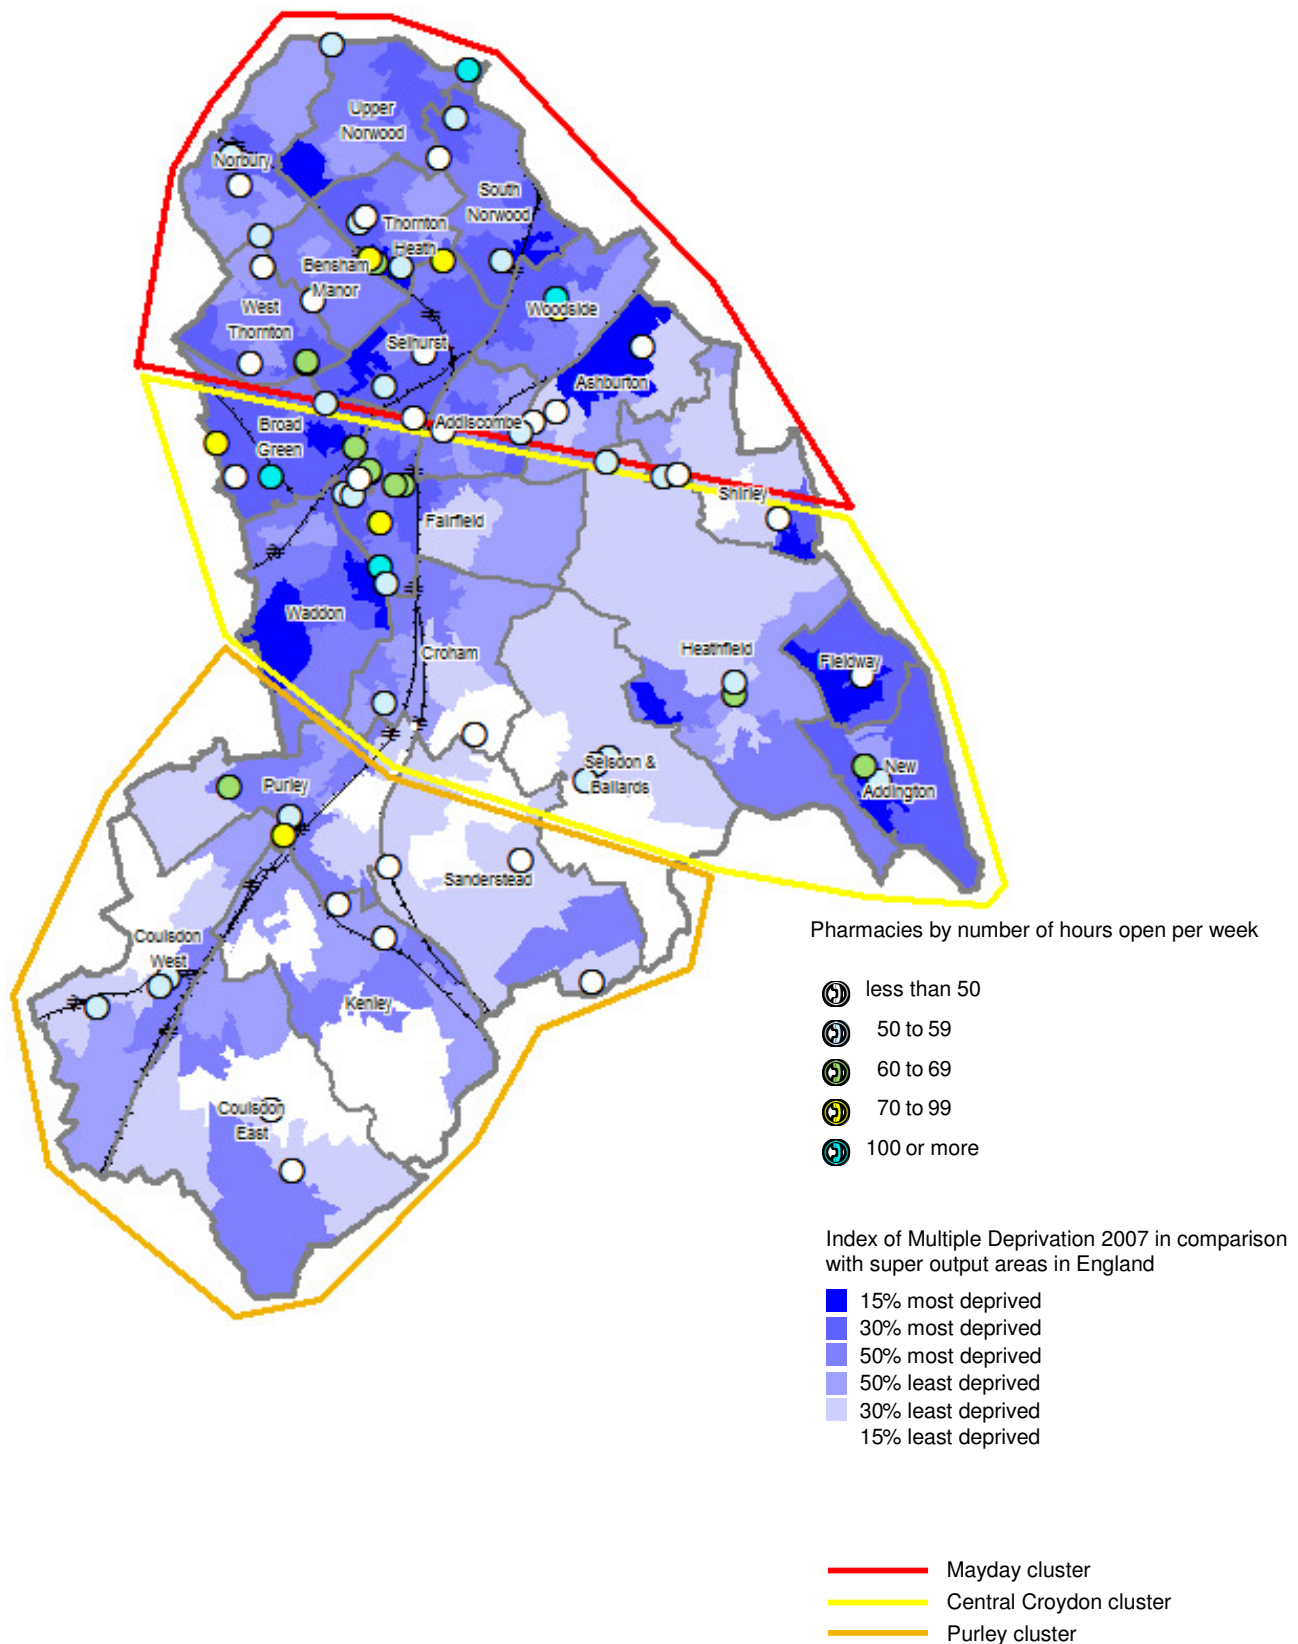 Upper
Norwood
Norbury
South
Norwood
Thornton
Heath
Bensham
Manor
West
Thornton
Woodside
Selhurst
Ashburton
Addiscombe
Broad
Green
Shirley
Fairfield
Waddon
Croham
Heathfield
Fieldway
Selsdon &
Ballards
New
Addington
Purley
Sanderstead
Coulsdon
West
Kenley
Coulsdon
East
Pharmacies by number of hours open per week
less than 50
50 to 59
60 to 69
70 to 99
100 or more
Index of Multiple Deprivation 2007 in comparison
with super output areas in England
15% most deprived
30% most deprived
50% most deprived
50% least deprived
30% least deprived
15% least deprived
Mayday cluster
Central Croydon cluster
Purley cluster